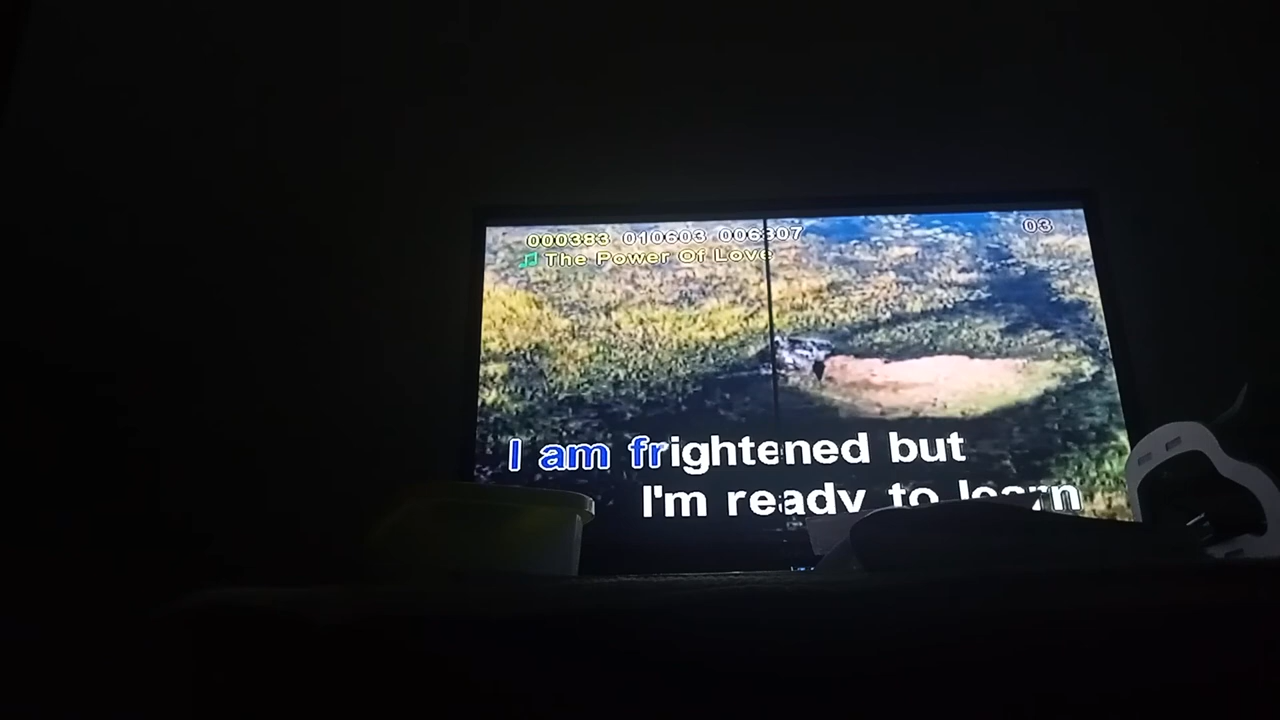 000383 010603 006307 03
The Power Of Love
I am frightened but
I'm ready to learn